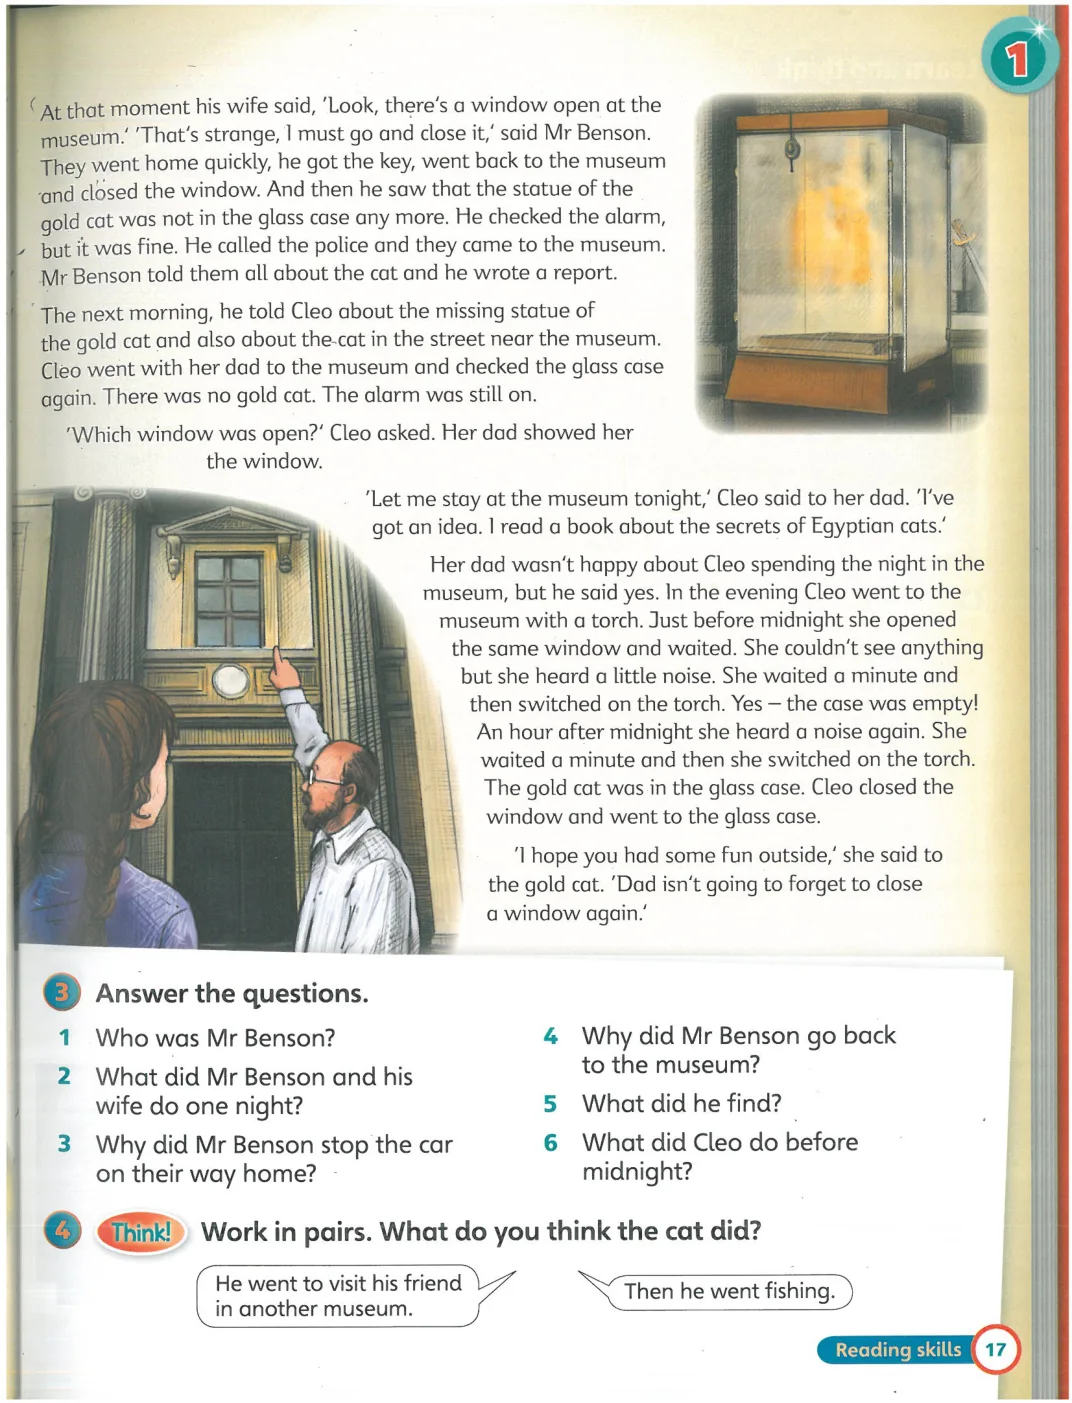 1
At that moment his wife said, 'Look, there's a window open at the
museum.' 'That's strange, I must go and close it,' said Mr Benson.
They went home quickly, he got the key, went back to the museum
and closed the window. And then he saw that the statue of the
gold cat was not in the glass case any more. He checked the alarm,
but it was fine. He called the police and they came to the museum.
Mr Benson told them all about the cat and he wrote a report.
The next morning, he told Cleo about the missing statue of
the gold cat and also about the cat in the street near the museum.
Cleo went with her dad to the museum and checked the glass case
again. There was no gold cat. The alarm was still on.
'Which window was open?' Cleo asked. Her dad showed her
the window.
'Let me stay at the museum tonight,' Cleo said to her dad. 'I've
got an idea. I read a book about the secrets of Egyptian cats.'
Her dad wasn't happy about Cleo spending the night in the
museum, but he said yes. In the evening Cleo went to the
museum with a torch. Just before midnight she opened
the same window and waited. She couldn't see anything
but she heard a little noise. She waited a minute and
then switched on the torch. Yes – the case was empty!
An hour after midnight she heard a noise again. She
waited a minute and then she switched on the torch.
The gold cat was in the glass case. Cleo closed the
window and went to the glass case.
'I hope you had some fun outside,' she said to
the gold cat. 'Dad isn't going to forget to close
a window again.'
3 Answer the questions.
1 Who was Mr Benson?
2 What did Mr Benson and his
wife do one night?
3 Why did Mr Benson stop the car
on their way home?
4 Why did Mr Benson go back
to the museum?
5 What did he find?
6 What did Cleo do before
midnight?
4 Think! Work in pairs. What do you think the cat did?
He went to visit his friend
in another museum.
Then he went fishing.
Reading skills 17